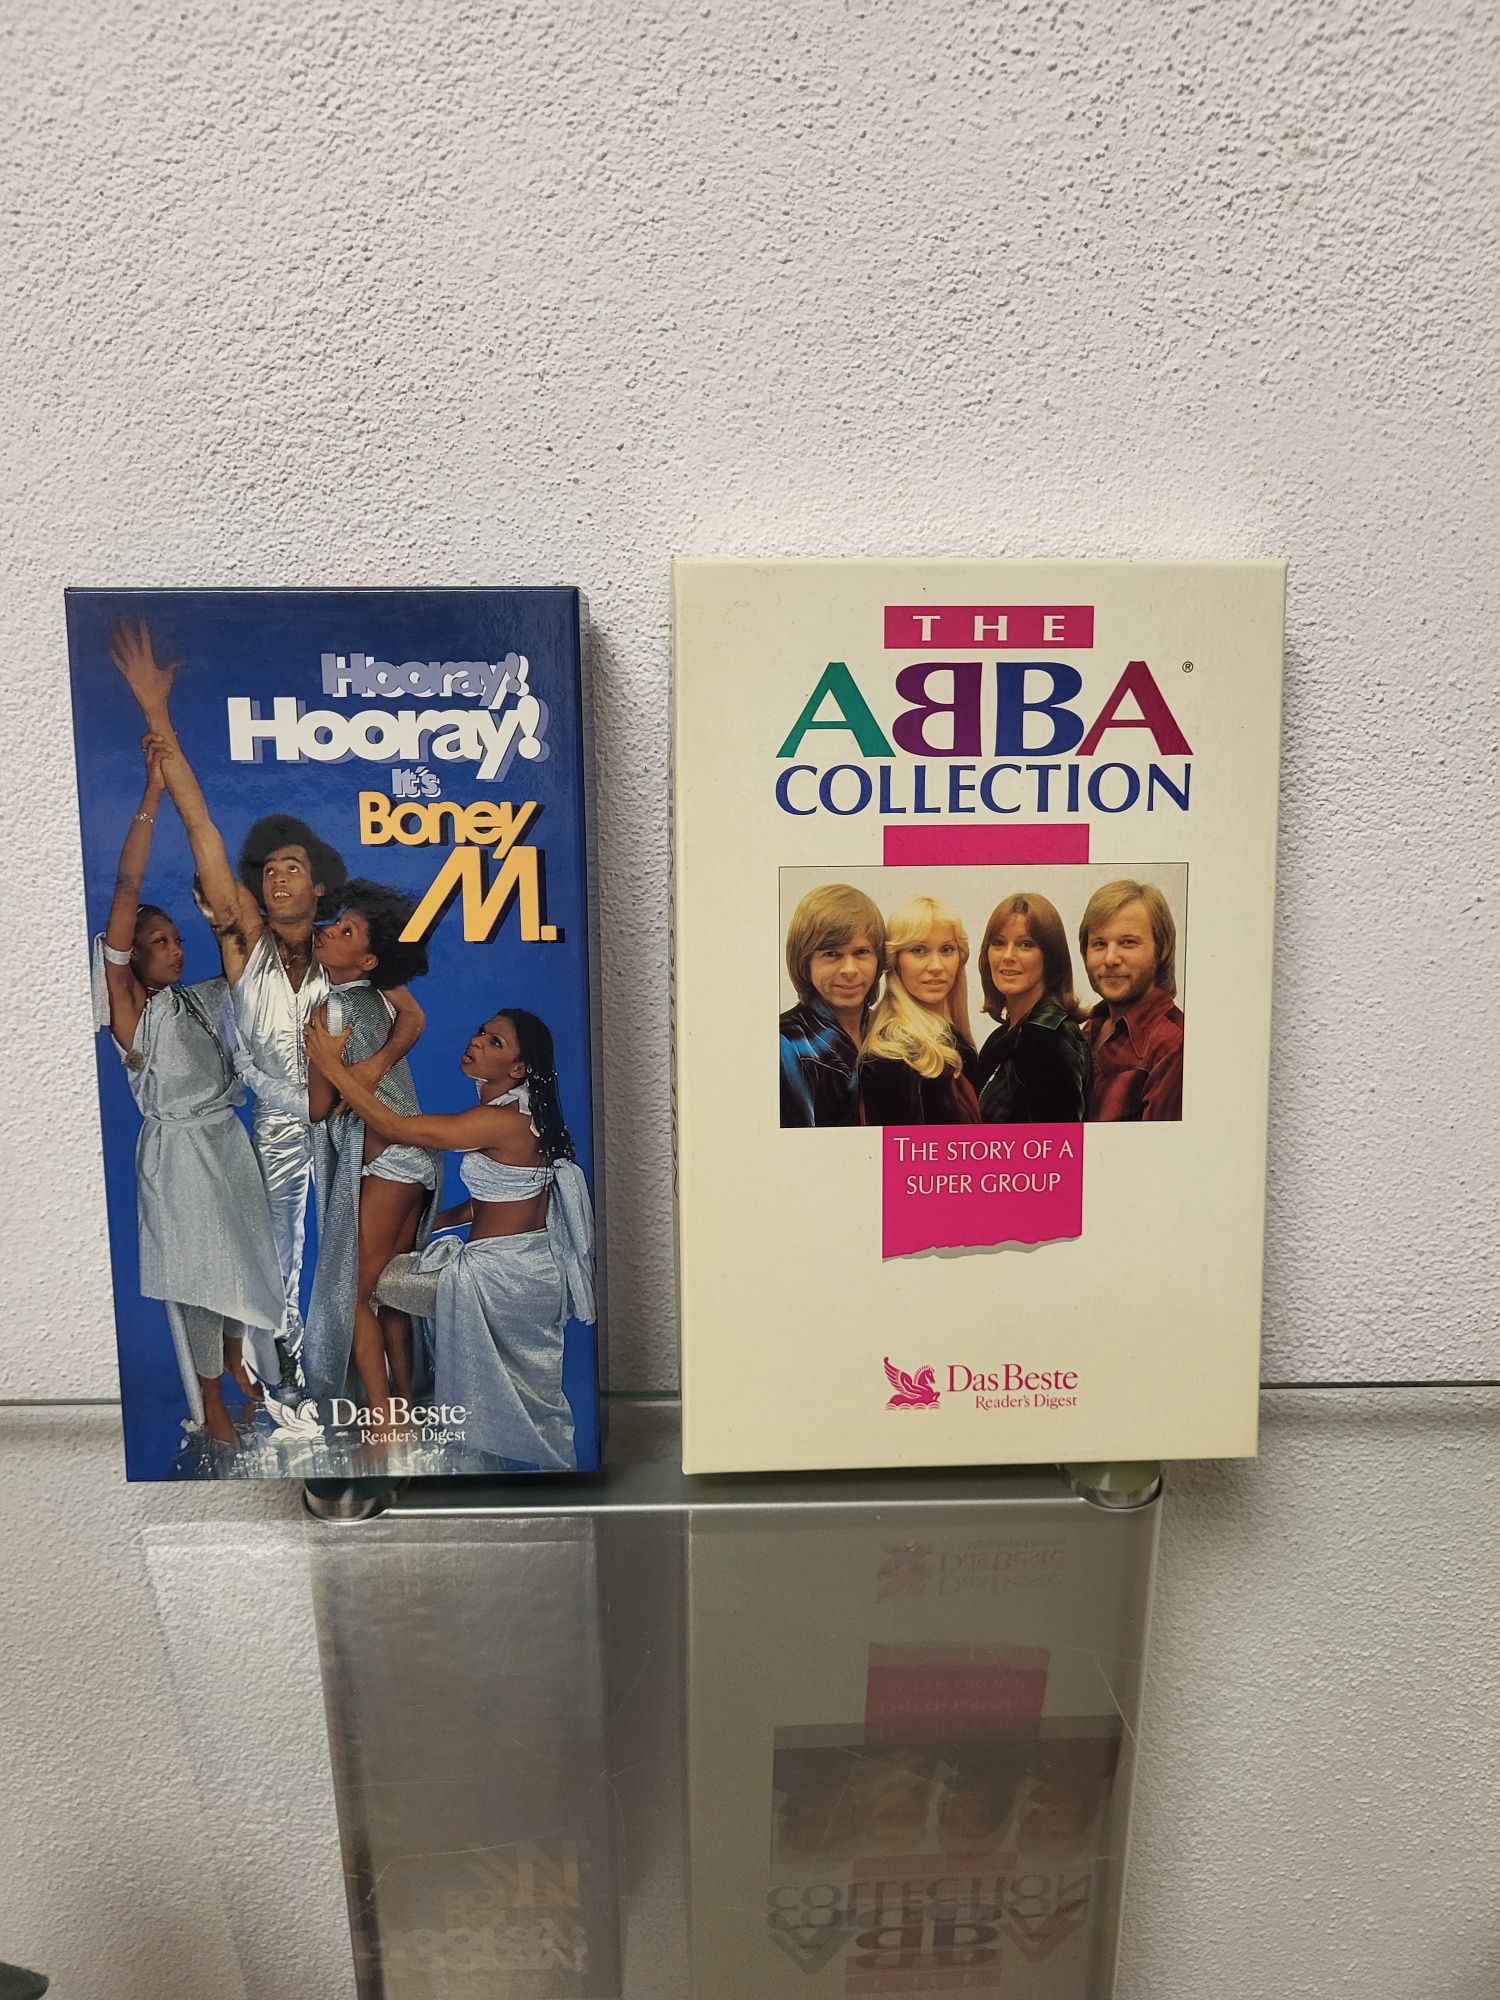 Hooray!
Hooray!
It's
Boney
M.
Das Beste
Reader's Digest
THE
ABBA®
COLLECTION
THE STORY OF A
SUPER GROUP
Das Beste
Reader's Digest